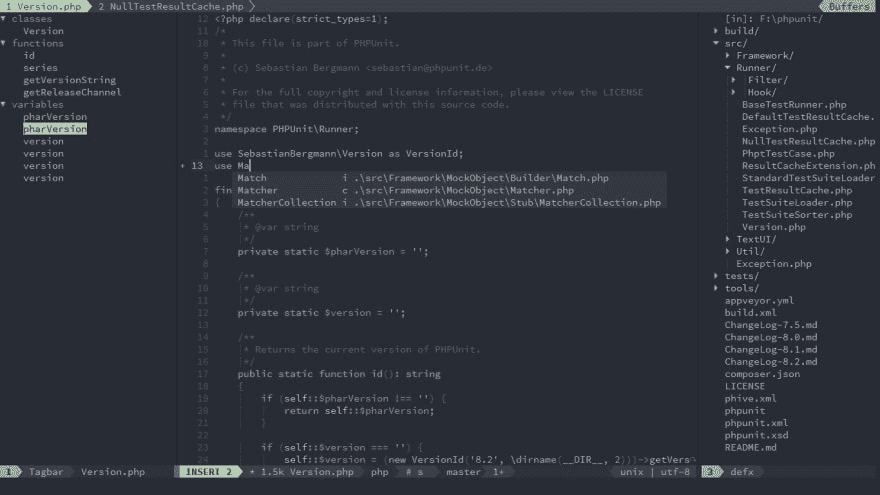 1 Version.php 2 NullTestResultCache.php Buffers
▼ classes
Version
▼ functions
id
series
getVersionString
getReleaseChannel
▼ variables
pharVersion
pharVersion
version
version
version
version
12 <?php declare(strict_types=1);
11 /*
10  * This file is part of PHPUnit.
9  *
8  * (c) Sebastian Bergmann <sebastian@phpunit.de>
7  *
6  * For the full copyright and license information, please view the LICENSE
5  * file that was distributed with this source code.
4  */
3 namespace PHPUnit\Runner;
2
1 use SebastianBergmann\Version as VersionId;
+ 13 use Ma
1 Match i .\src\Framework\MockObject\Builder\Match.php
2 fin Matcher c .\src\Framework\MockObject\Matcher.php
3 { MatcherCollection i .\src\Framework\MockObject\Stub\MatcherCollection.php
4 /**
5 * @var string
6 */
7 private static $pharVersion = '';
8
9 /**
10 * @var string
11 */
12 private static $version = '';
13
14 /**
15 * Returns the current version of PHPUnit.
16 */
17 public static function id(): string
18 {
19 if (self::$pharVersion !== '') {
20 return self::$pharVersion;
21 }
22
23 if (self::$version === '') {
24 self::$version = (new VersionId('8.2', \dirname(__DIR__, 2)))->getVers
[in]: F:\phpunit/
▸ build/
▾ src/
▸ Framework/
▾ Runner/
▸ Filter/
▸ Hook/
BaseTestRunner.php
DefaultTestResultCache.
Exception.php
NullTestResultCache.php
PhptTestCase.php
ResultCacheExtension.ph
StandardTestSuiteLoader
TestResultCache.php
TestSuiteLoader.php
TestSuiteSorter.php
Version.php
▸ TextUI/
▸ Util/
Exception.php
▸ tests/
▸ tools/
appveyor.yml
build.xml
ChangeLog-7.5.md
ChangeLog-8.0.md
ChangeLog-8.1.md
ChangeLog-8.2.md
composer.json
LICENSE
phive.xml
phpunit
phpunit.xml
phpunit.xsd
README.md
1 Tagbar Version.php INSERT 2 + 1.5k Version.php php # s master 1+ unix | utf-8 3 defx